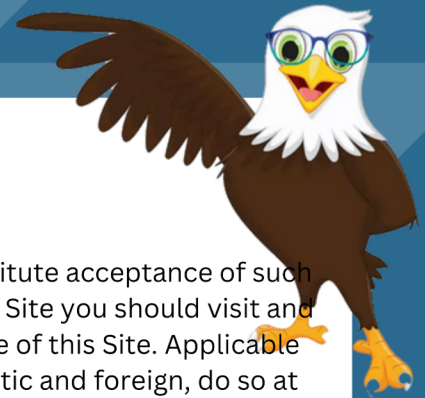 itute acceptance of such
Site you should visit and
e of this Site. Applicable
tic and foreign, do so at